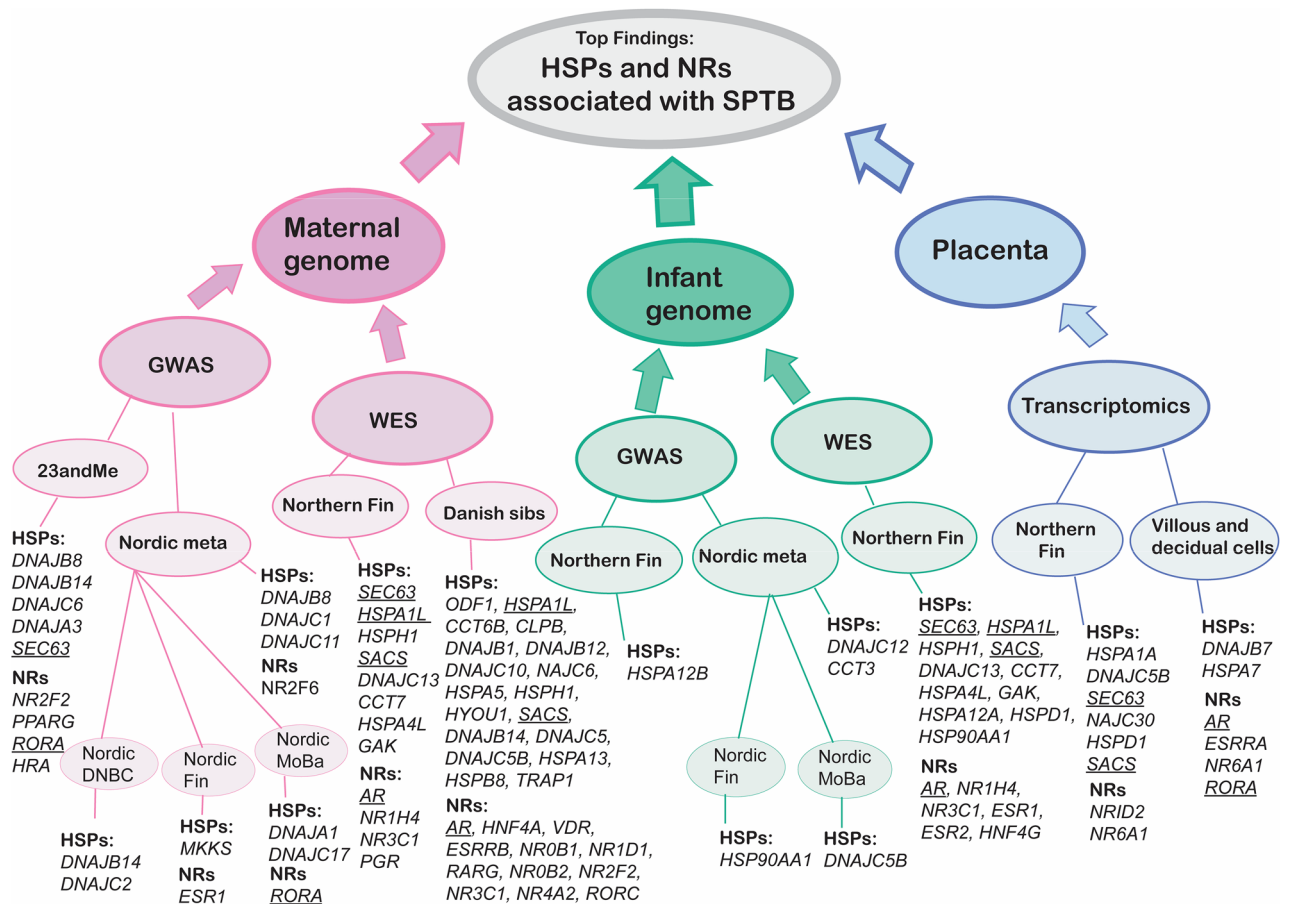 Top Findings:
HSPs and NRs
associated with SPTB
Maternal
genome
Infant
genome
Placenta
GWAS
WES
23andMe
HSPs:
DNAJB8
DNAJB14
DNAJC6
DNAJA3
SEC63
NRs
NR2F2
PPARG
RORA
HRA
Nordic meta
HSPs:
DNAJB8
DNAJC1
DNAJC11
NRs
NR2F6
Nordic
DNBC
HSPs:
DNAJB14
DNAJC2
Nordic
Fin
HSPs:
MKKS
NRs
ESR1
Nordic
MoBa
HSPs:
DNAJA1
DNAJC17
NRs
RORA
Northern Fin
HSPs:
SEC63
HSPA1L
HSPH1
SACS
DNAJC13
CCT7
HSPA4L
GAK
NRs:
AR
NR1H4
NR3C1
PGR
Danish sibs
HSPs:
ODF1, HSPA1L,
CCT6B, CLPB,
DNAJB1, DNAJB12,
DNAJC10, NAJC6,
HSPA5, HSPH1,
HYOU1, SACS,
DNAJB14, DNAJC5,
DNAJC5B, HSPA13,
HSPB8, TRAP1
NRs:
AR, HNF4A, VDR,
ESRRB, NR0B1, NR1D1,
RARG, NR0B2, NR2F2,
NR3C1, NR4A2, RORC
GWAS
WES
Northern Fin
HSPs:
HSPA12B
Nordic meta
HSPs:
DNAJC12
CCT3
Nordic
Fin
HSPs:
HSP90AA1
Nordic
MoBa
HSPs:
DNAJC5B
Northern Fin
HSPs:
SEC63, HSPA1L,
HSPH1, SACS,
DNAJC13, CCT7,
HSPA4L, GAK,
HSPA12A, HSPD1,
HSP90AA1
NRs
AR, NR1H4,
NR3C1, ESR1,
ESR2, HNF4G
Transcriptomics
Northern
Fin
HSPs:
HSPA1A
DNAJC5B
SEC63
NAJC30
HSPD1
SACS
NRs
NRID2
NR6A1
Villous and
decidual cells
HSPs:
DNAJB7
HSPA7
NRs
AR
ESRRA
NR6A1
RORA